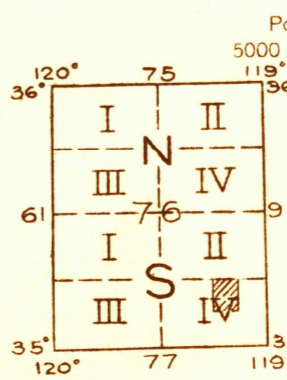 Po
5000
120° 75 119°
36° 36
I II
N
III IV
61 76 9
I II
S
III IV
35° 3
120° 77 119